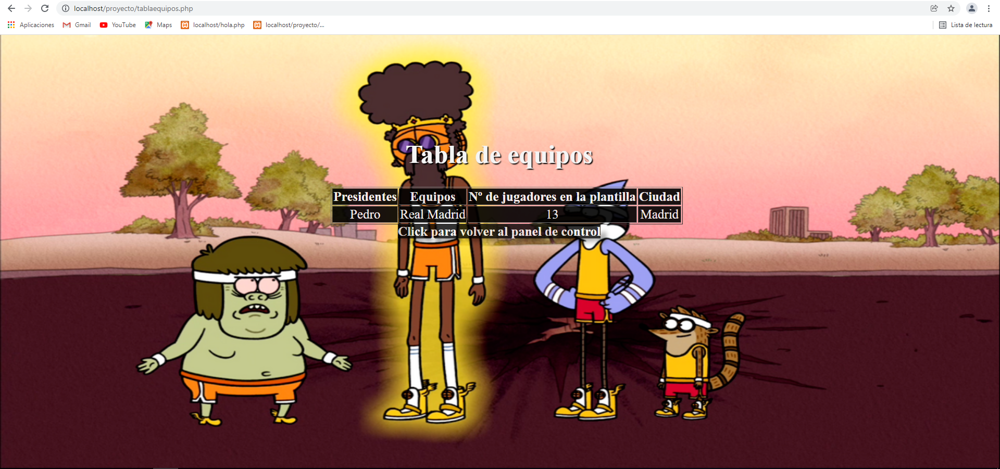 localhost/proyecto/tablaequipos.php
Aplicaciones Gmail YouTube Maps localhost/hola.php localhost/proyecto/... Lista de lectura
Tabla de equipos
Presidentes Equipos Nº de jugadores en la plantilla Ciudad
Pedro Real Madrid 13 Madrid
Click para volver al panel de control